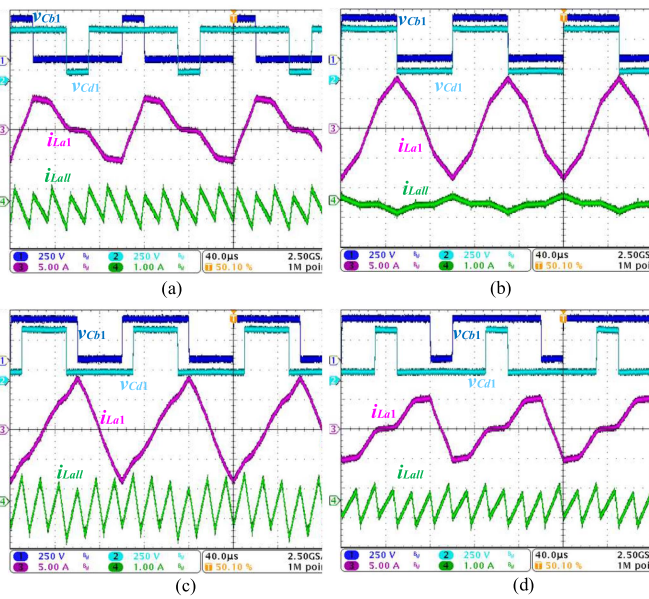 vCb1
T
1
2
vCd1
3
iLa1
iLall
4
1 250 V 2 250 V 40.0µs 2.50GS/
3 5.00 A 4 1.00 A T 50.10 % 1M poin
(a)
vCb1
T
1
2
vCd1
3
iLa1
iLall
4
1 250 V 2 250 V 40.0µs 2.50GS
3 5.00 A 4 1.00 A T 50.10 % 1M poi
(b)
T
vCb1
1
2
vCd1
iLa1
3
iLall
4
1 250 V 2 250 V 40.0µs 2.50GS
3 5.00 A 4 1.00 A T 50.10 % 1M poin
(c)
T
vCb1
1
2
vCd1
iLa1
3
iLall
4
1 250 V 2 250 V 40.0µs 2.50GS
3 5.00 A 4 1.00 A T 50.10 % 1M poi
(d)